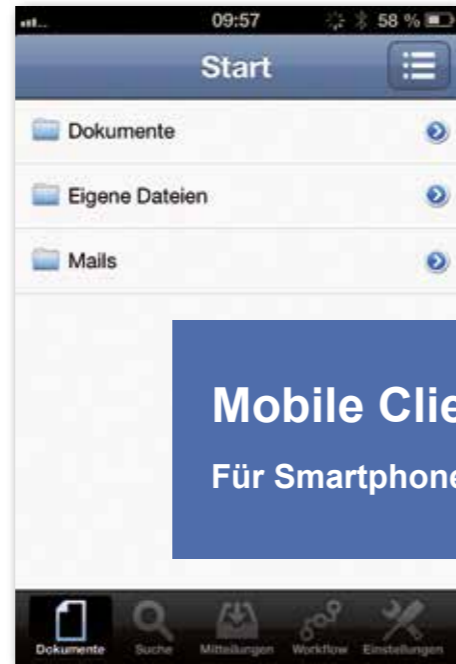 09:57 58 %
Start
Dokumente
Eigene Dateien
Mails
Mobile Clie
Für Smartphone
Dokumente Suche Mitteilungen Workflow Einstellungen